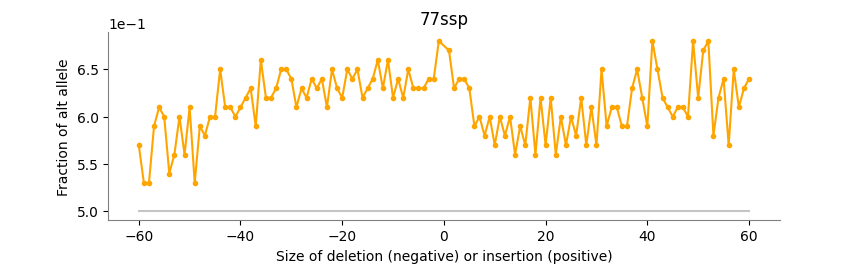 77ssp
1e−1
6.5
6.0
5.5
5.0
Fraction of alt allele
−60 −40 −20 0 20 40 60
Size of deletion (negative) or insertion (positive)